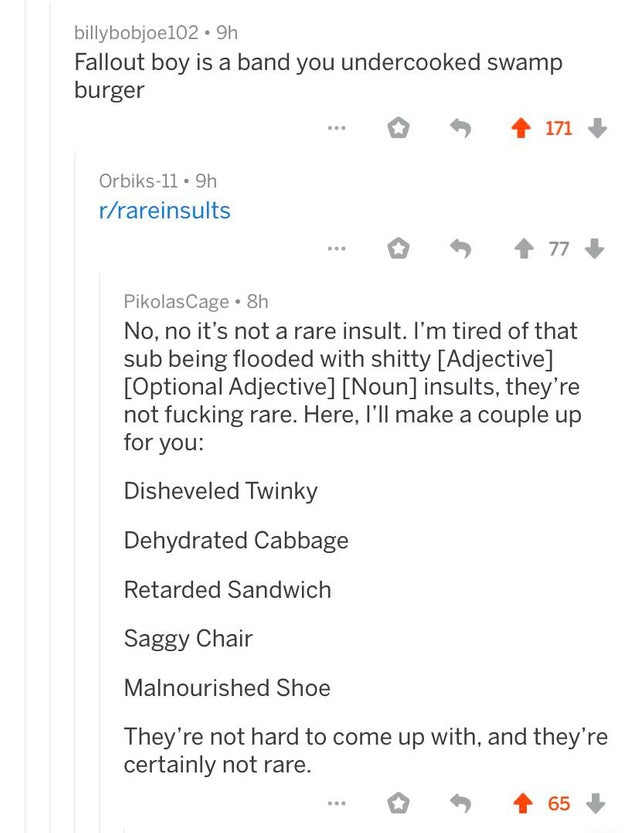 billybobjoe102 • 9h
Fallout boy is a band you undercooked swamp
burger
... 171
Orbiks-11 • 9h
r/rareinsults
... 77
PikolasCage • 8h
No, no it’s not a rare insult. I’m tired of that
sub being flooded with shitty [Adjective]
[Optional Adjective] [Noun] insults, they’re
not fucking rare. Here, I’ll make a couple up
for you:
Disheveled Twinky
Dehydrated Cabbage
Retarded Sandwich
Saggy Chair
Malnourished Shoe
They’re not hard to come up with, and they’re
certainly not rare.
... 65